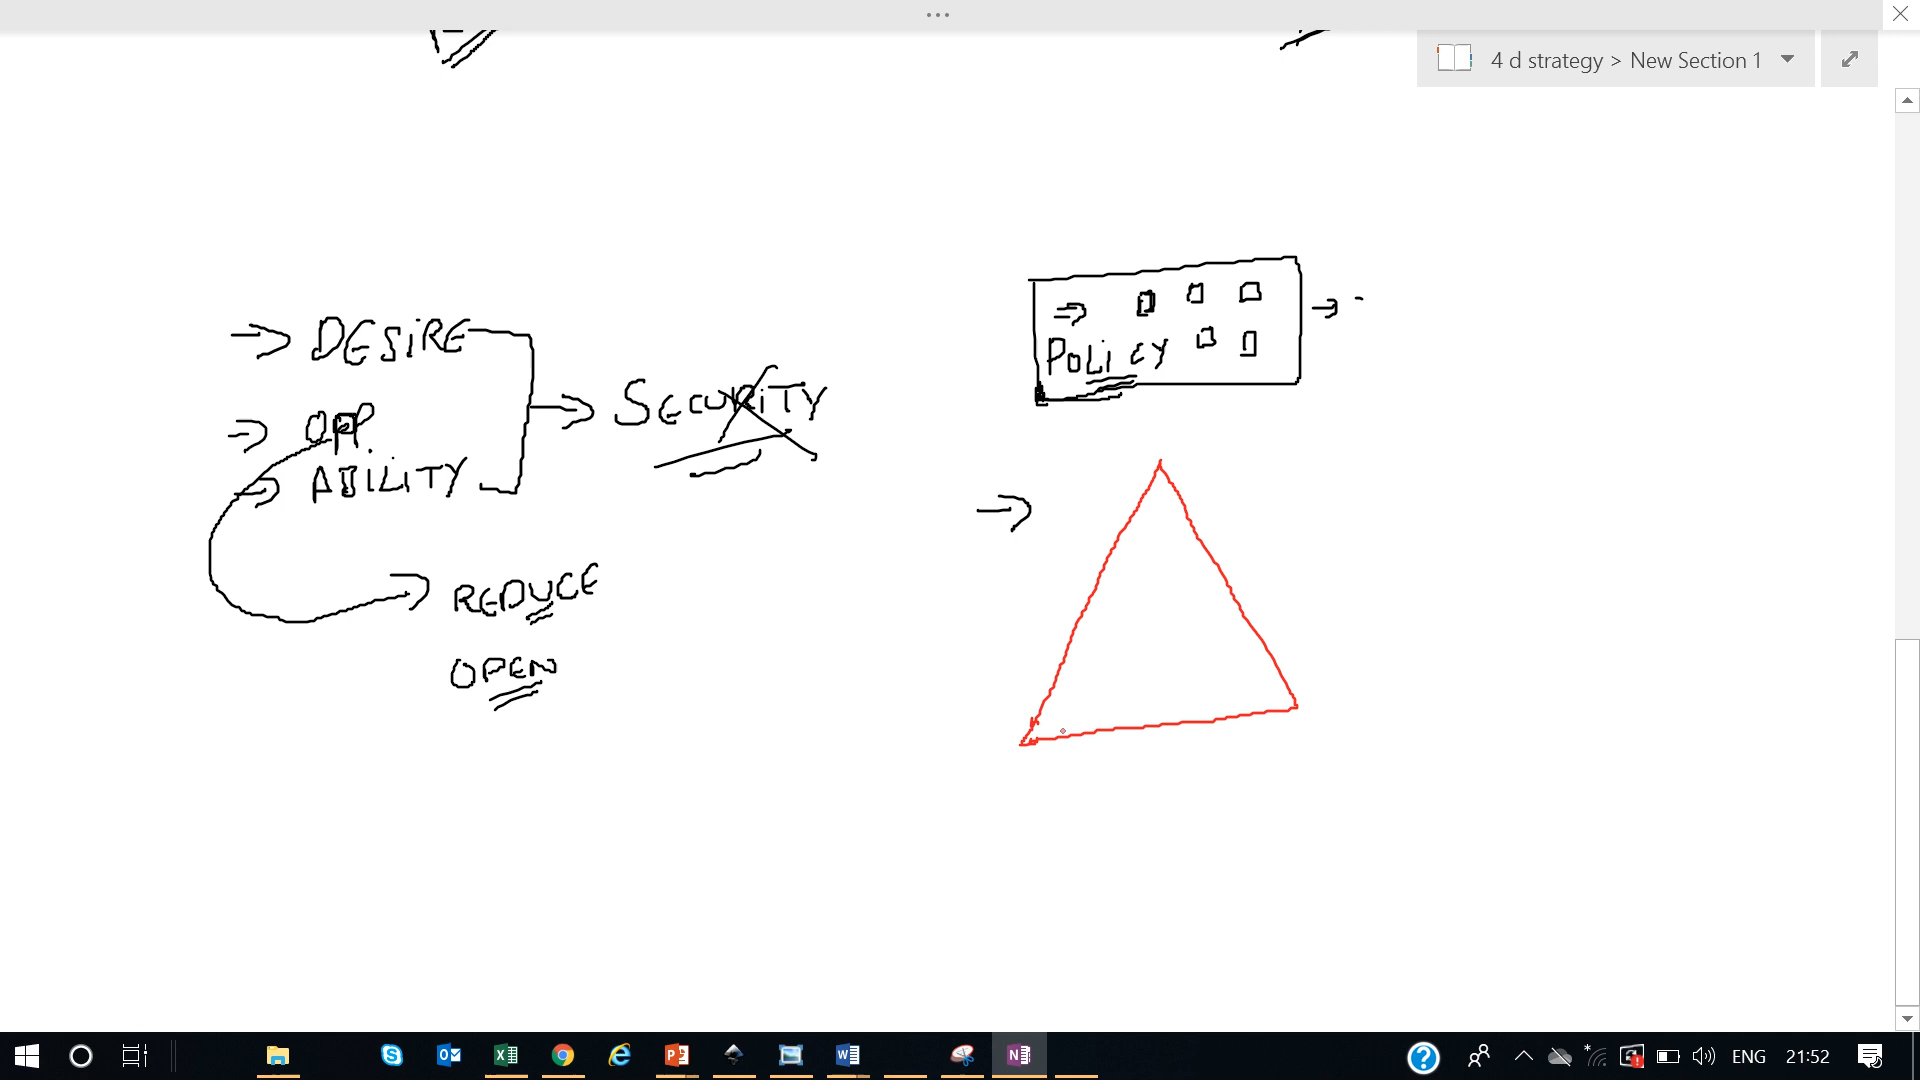 4 d strategy > New Section 1
→ DESIRE
→ OPP.
→ ABILITY
→ SECURITY
REDUCE
OPEN
POLICY
ENG
21:52